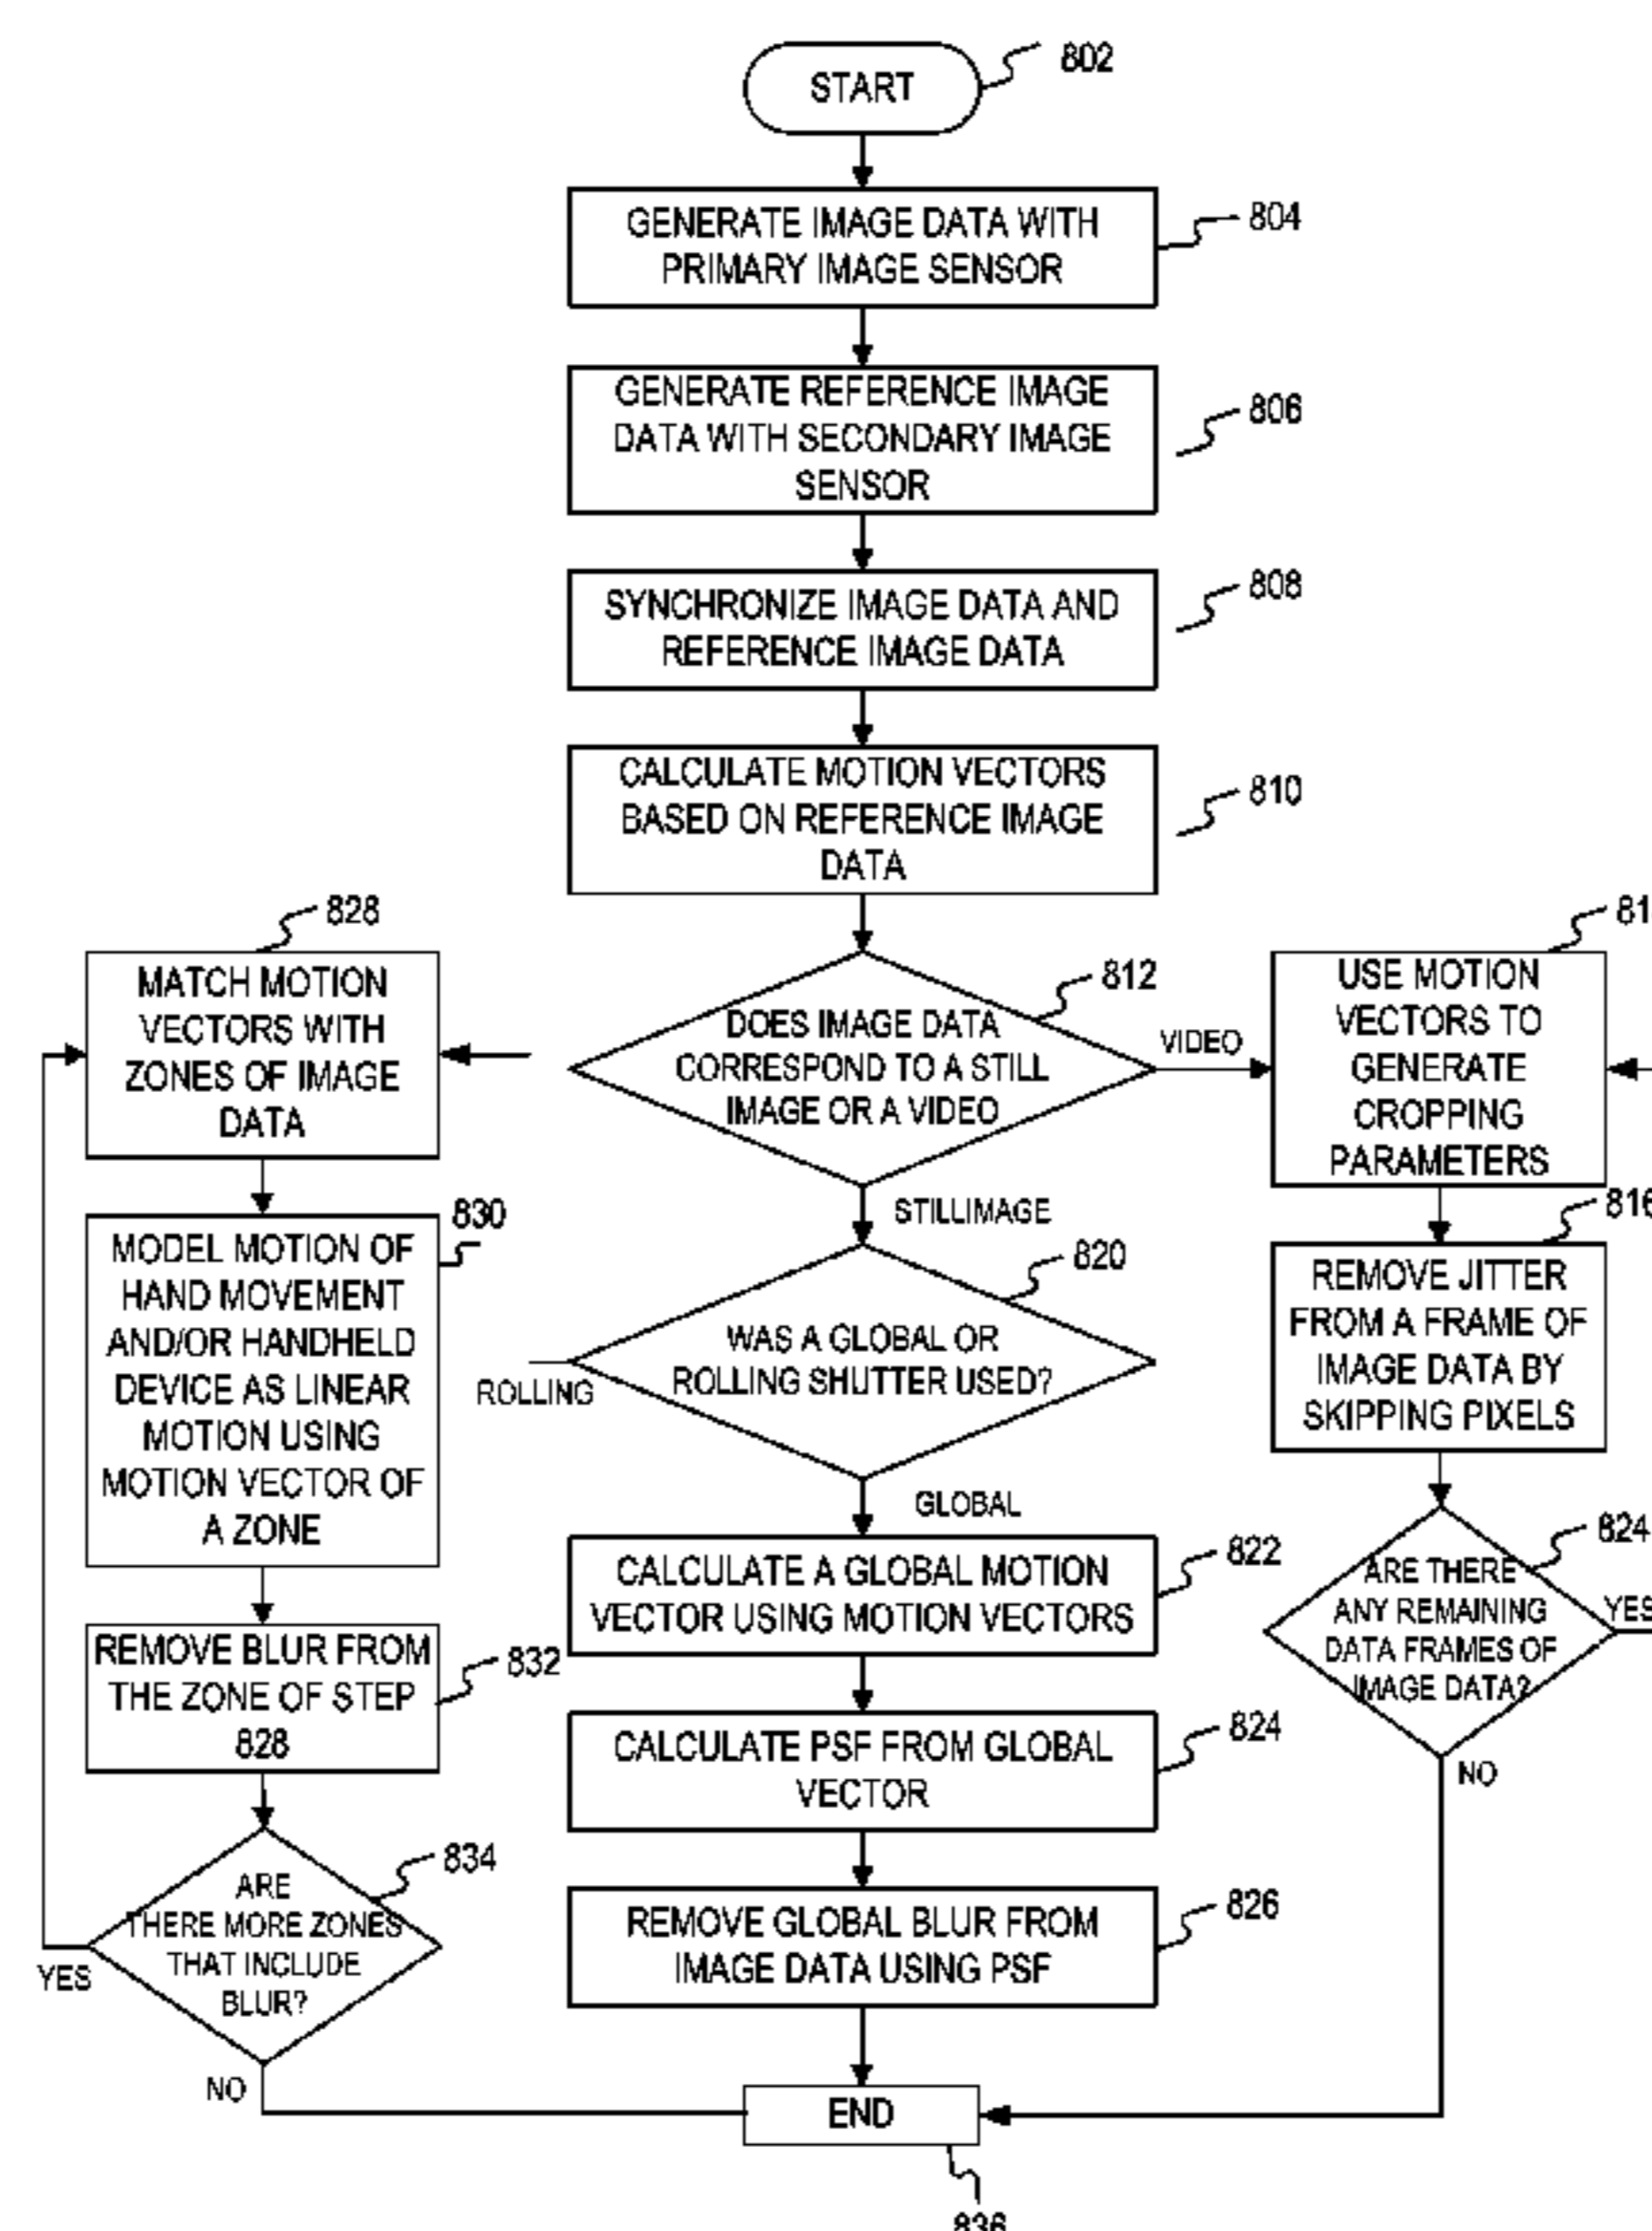 START
802
GENERATE IMAGE DATA WITH
PRIMARY IMAGE SENSOR
804
GENERATE REFERENCE IMAGE
DATA WITH SECONDARY IMAGE
SENSOR
806
SYNCHRONIZE IMAGE DATA AND
REFERENCE IMAGE DATA
808
CALCULATE MOTION VECTORS
BASED ON REFERENCE IMAGE
DATA
810
828
MATCH MOTION
VECTORS WITH
ZONES OF IMAGE
DATA
812
DOES IMAGE DATA
CORRESPOND TO A STILL
IMAGE OR A VIDEO
VIDEO
81
USE MOTION
VECTORS TO
GENERATE
CROPPING
PARAMETERS
STILLIMAGE
830
MODEL MOTION OF
HAND MOVEMENT
AND/OR HANDHELD
DEVICE AS LINEAR
MOTION USING
MOTION VECTOR OF
A ZONE
820
WAS A GLOBAL OR
ROLLING SHUTTER USED?
ROLLING
GLOBAL
816
REMOVE JITTER
FROM A FRAME OF
IMAGE DATA BY
SKIPPING PIXELS
824
ARE THERE
ANY REMAINING
DATA FRAMES OF
IMAGE DATA?
YES
NO
822
CALCULATE A GLOBAL MOTION
VECTOR USING MOTION VECTORS
REMOVE BLUR FROM
THE ZONE OF STEP
828
832
CALCULATE PSF FROM GLOBAL
VECTOR
824
834
ARE
THERE MORE ZONES
THAT INCLUDE
BLUR?
YES
NO
REMOVE GLOBAL BLUR FROM
IMAGE DATA USING PSF
826
END
836